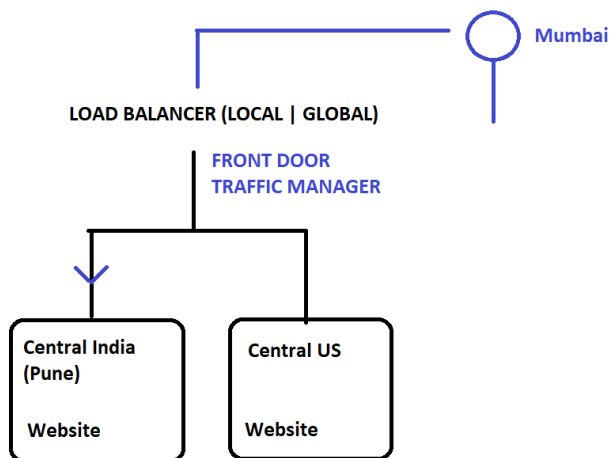 Mumbai
LOAD BALANCER (LOCAL | GLOBAL)
FRONT DOOR
TRAFFIC MANAGER
Central India
(Pune)
Website
Central US
Website